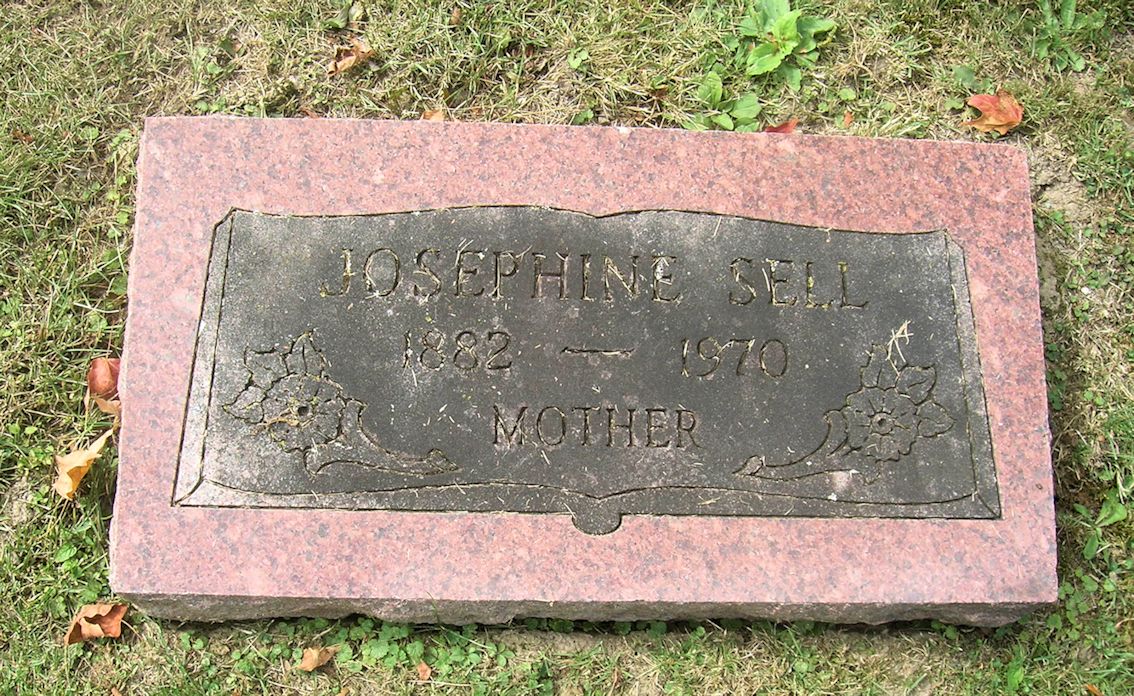 JOSEPHINE SELL
1882 — 1970
MOTHER